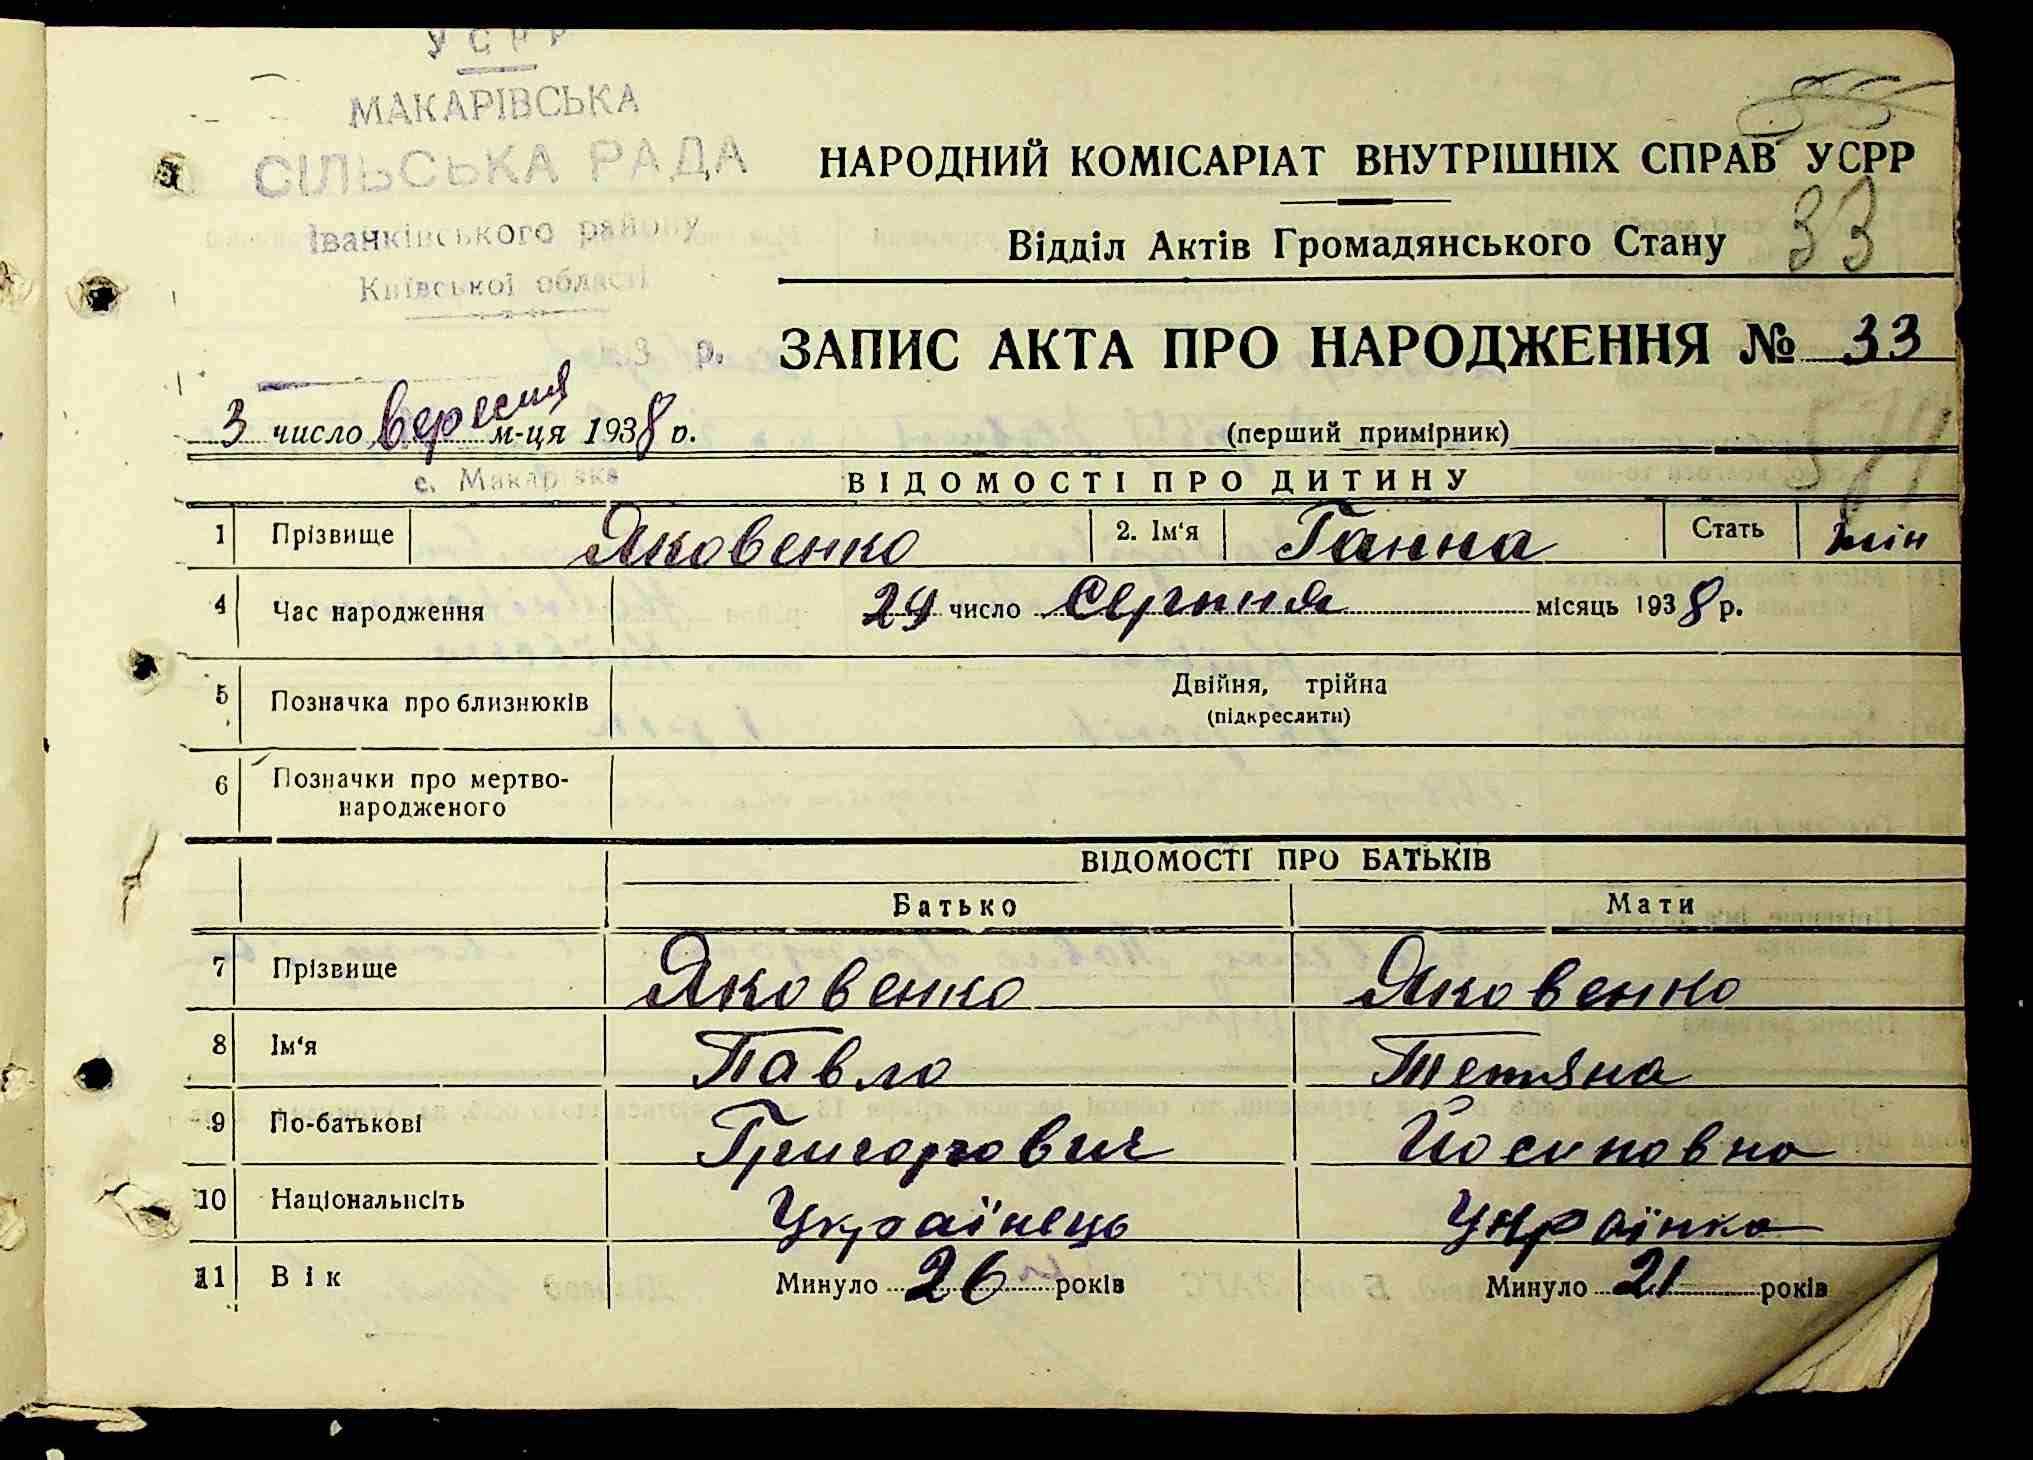 УСРР
МАКАРІВСЬКА
СІЛЬСЬКА РАДА
Іванківського району
Київської області
НАРОДНИЙ КОМІСАРІАТ ВНУТРІШНІХ СПРАВ УСРР
Відділ Актів Громадянського Стану
33
ЗАПИС АКТА ПРО НАРОДЖЕННЯ № 33
3 число вересня м-ця 1938 р.
(перший примірник)
с. Макарівка
ВІДОМОСТІ ПРО ДИТИНУ
1 Прізвище Яковенко 2. Ім'я Ганна Стать жін
4 Час народження 29 число Серпня місяць 1938 р.
5 Позначка про близнюків Двійня, трійна
(підкреслити)
6 Позначки про мертво-
народженого
ВІДОМОСТІ ПРО БАТЬКІВ
Батько Мати
7 Прізвище Яковенко Яковенко
8 Ім'я Павло Тетяна
9 По-батькові Григорович Йосиповна
10 Національність Українець Українка
11 Вік Минуло 26 років Минуло 21 років